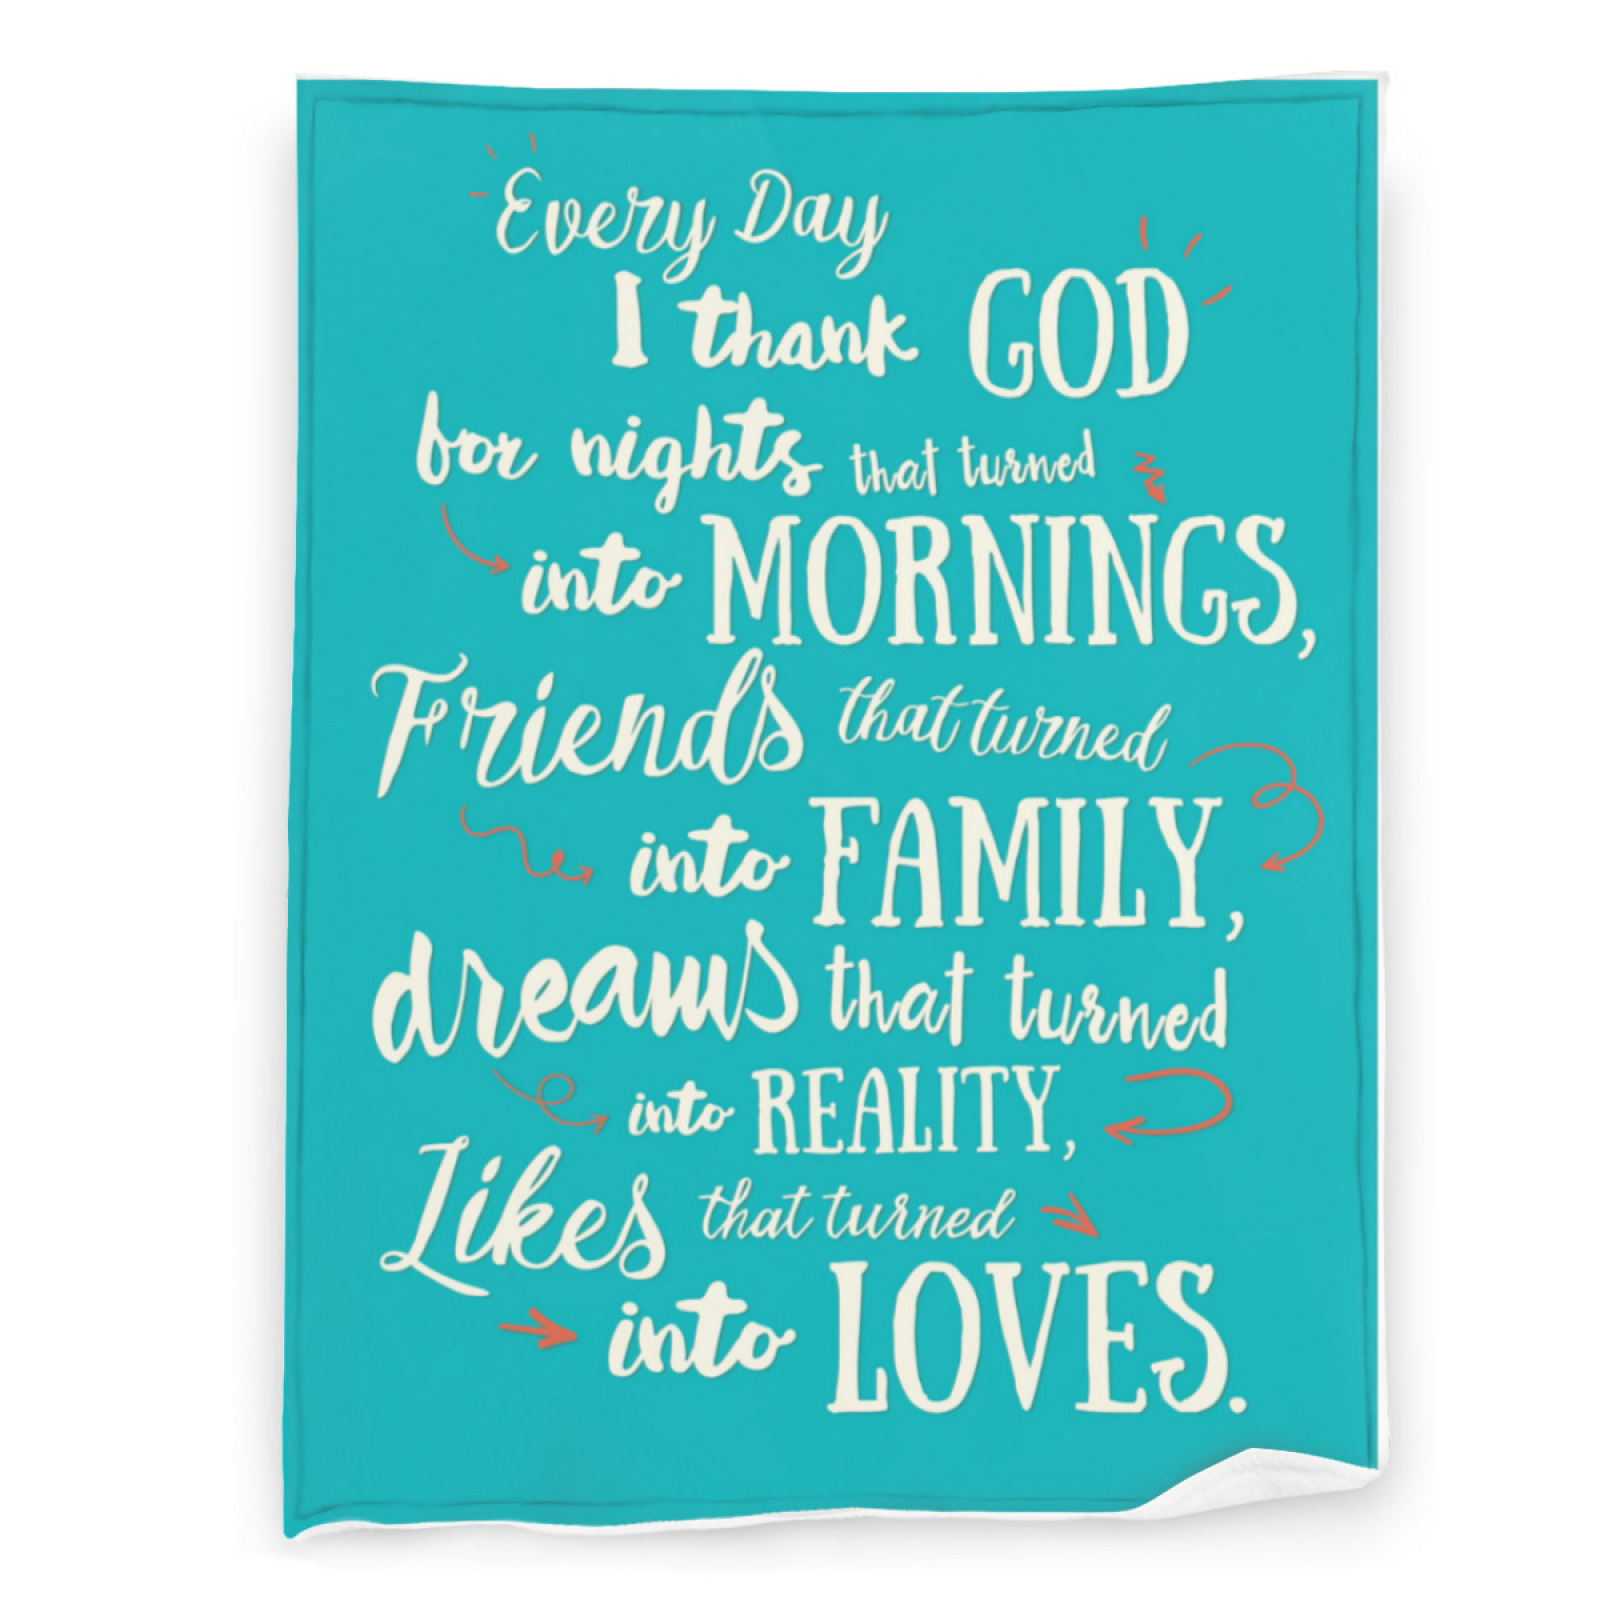 Every Day
I thank GOD
for nights that turned
into MORNINGS,
Friends that turned
into FAMILY,
dreams that turned
into REALITY,
Likes that turned
into LOVES.